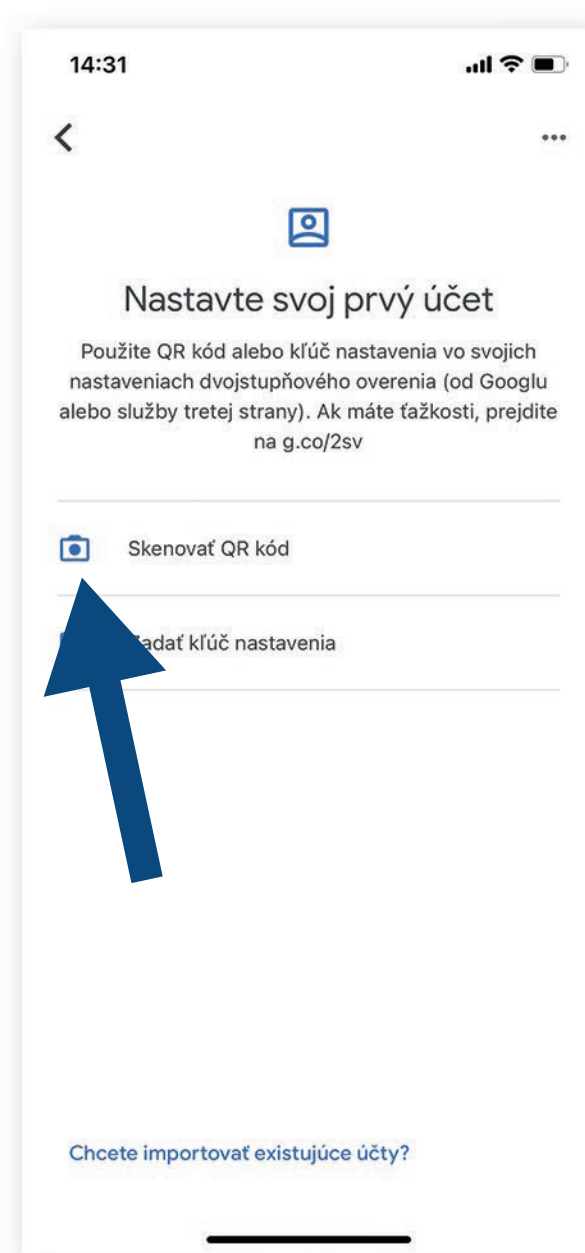 14:31
Nastavte svoj prvý účet
Použite QR kód alebo kľúč nastavenia vo svojich
nastaveniach dvojstupňového overenia (od Googlu
alebo služby tretej strany). Ak máte ťažkosti, prejdite
na g.co/2sv
Skenovať QR kód
Zadať kľúč nastavenia
Chcete importovať existujúce účty?